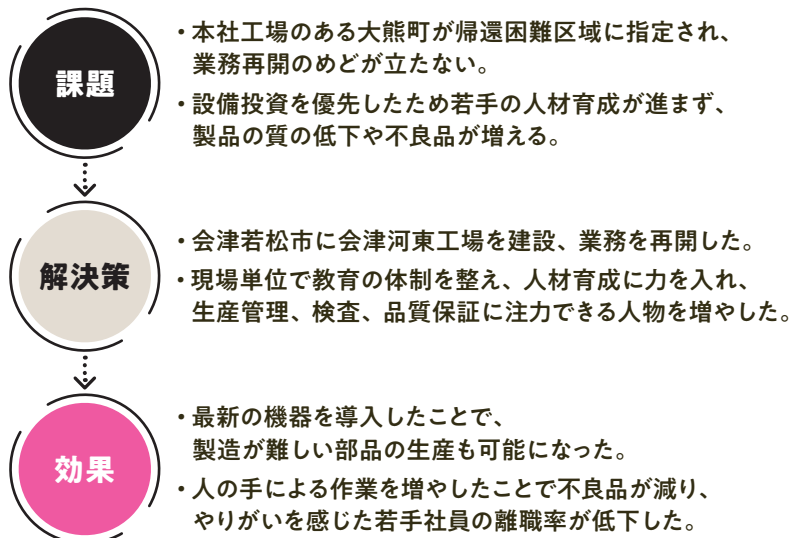 課題
・本社工場のある大熊町が帰還困難区域に指定され、
業務再開のめどが立たない。
・設備投資を優先したため若手の人材育成が進まず、
製品の質の低下や不良品が増える。
解決策
・会津若松市に会津河東工場を建設、業務を再開した。
・現場単位で教育の体制を整え、人材育成に力を入れ、
生産管理、検査、品質保証に注力できる人物を増やした。
効果
・最新の機器を導入したことで、
製造が難しい部品の生産も可能になった。
・人の手による作業を増やしたことで不良品が減り、
やりがいを感じた若手社員の離職率が低下した。